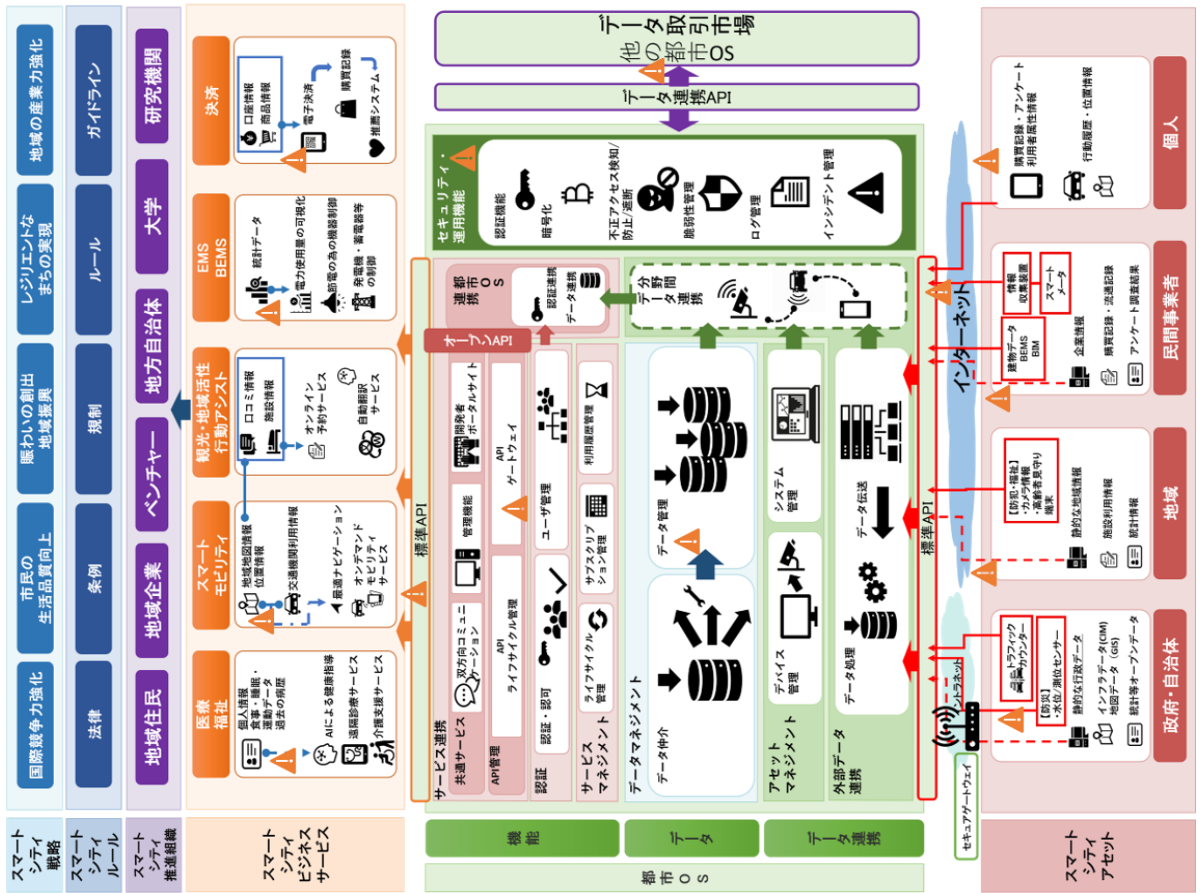 スマート
シティ
戦略
国際競争力強化
市民の
生活品質向上
賑わいの創出
地域振興
レジリエントな
まちの実現
地域の産業力強化
スマート
シティ
ルール
法律
条例
規制
ルール
ガイドライン
スマート
シティ
推進組織
地域住民
地域企業
ベンチャー
地方自治体
大学
研究機関
スマート
シティ
ビジネス
サービス
医療
福祉
個人情報
食事・睡眠・
運動データ
過去の病歴
AIによる健康指導
遠隔診療サービス
介護支援サービス
スマート
モビリティ
地域地図情報
位置情報
交通機関利用情報
最適ナビゲーション
オンデマンド
モビリティ
サービス
観光・地域活性
行動アシスト
口コミ情報
施設情報
オンライン
予約サービス
自動翻訳
サービス
EMS
BEMS
統計データ
電力使用量の可視化
節電の為の機器制御
発電機・蓄電器等
の制御
決済
口座情報
商品情報
電子決済
購買記録
推薦システム
標準API
オープンAPI
都市OS
機能
データ
データ連携
サービス連携
共通サービス
双方向コミュニ
ケーション
管理機能
開発者
ポータルサイト
API管理
API
ライフサイクル管理
API
ゲートウェイ
認証
認証・認可
ユーザ管理
サービス
マネジメント
ライフサイクル
管理
サブスクリプ
ション管理
利用履歴管理
都市OS
連携
認証連携
データ連携
データマネジメント
データ仲介
データ管理
分野間
データ連携
アセット
マネジメント
デバイス
管理
システム
管理
外部データ
連携
データ処理
データ伝送
標準API
セキュリティ・
運用機能
認証機能
暗号化
不正アクセス検知/
防止/遮断
脆弱性管理
ログ管理
インシデント管理
データ連携API
データ取引市場
他の都市OS
セキュアゲートウェイ
イントラネット
インターネット
スマート
シティ
アセット
政府・自治体
・トラフィック
カウンター
【防災】
・水位/測位センサー
静的な行政データ
インフラデータ(CIM)
地図データ(GIS)
統計等オープンデータ
地域
【防犯・福祉】
・カメラ情報
・高齢者見守り
端末
静的な地域情報
施設利用情報
統計情報
民間事業者
建物データ
BEMS
BIM
情報
収集装置
スマート
メータ
企業情報
購買記録・流通記録
アンケート調査結果
個人
購買記録・アンケート
利用者属性情報
行動履歴・位置情報